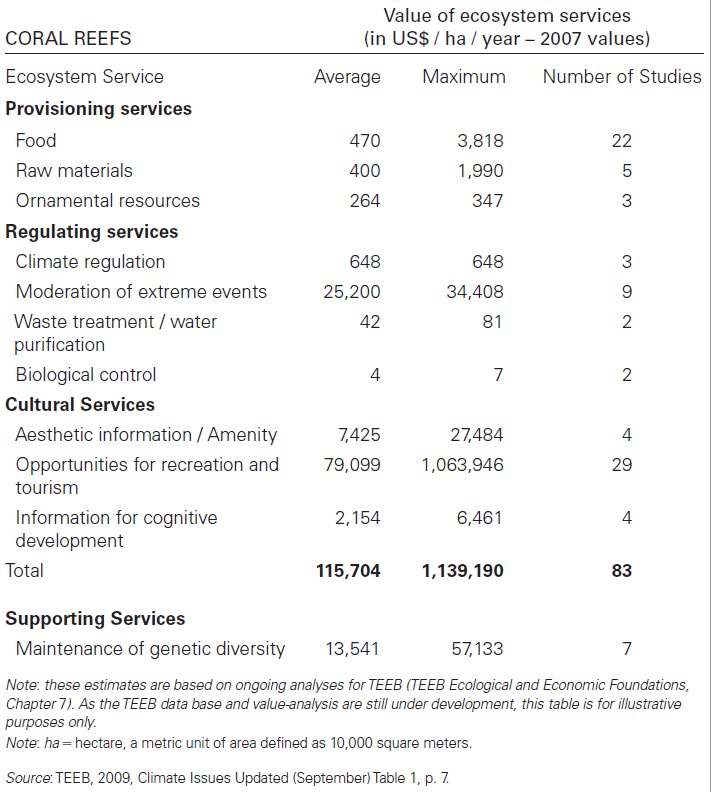 Value of ecosystem services
CORAL REEFS (in US$ / ha / year – 2007 values)
Ecosystem Service Average Maximum Number of Studies
Provisioning services
Food 470 3,818 22
Raw materials 400 1,990 5
Ornamental resources 264 347 3
Regulating services
Climate regulation 648 648 3
Moderation of extreme events 25,200 34,408 9
Waste treatment / water 42 81 2
purification
Biological control 4 7 2
Cultural Services
Aesthetic information / Amenity 7,425 27,484 4
Opportunities for recreation and 79,099 1,063,946 29
tourism
Information for cognitive 2,154 6,461 4
development
Total 115,704 1,139,190 83
Supporting Services
Maintenance of genetic diversity 13,541 57,133 7
Note: these estimates are based on ongoing analyses for TEEB (TEEB Ecological and Economic Foundations,
Chapter 7). As the TEEB data base and value-analysis are still under development, this table is for illustrative
purposes only.
Note: ha = hectare, a metric unit of area defined as 10,000 square meters.
Source: TEEB, 2009, Climate Issues Updated (September) Table 1, p. 7.